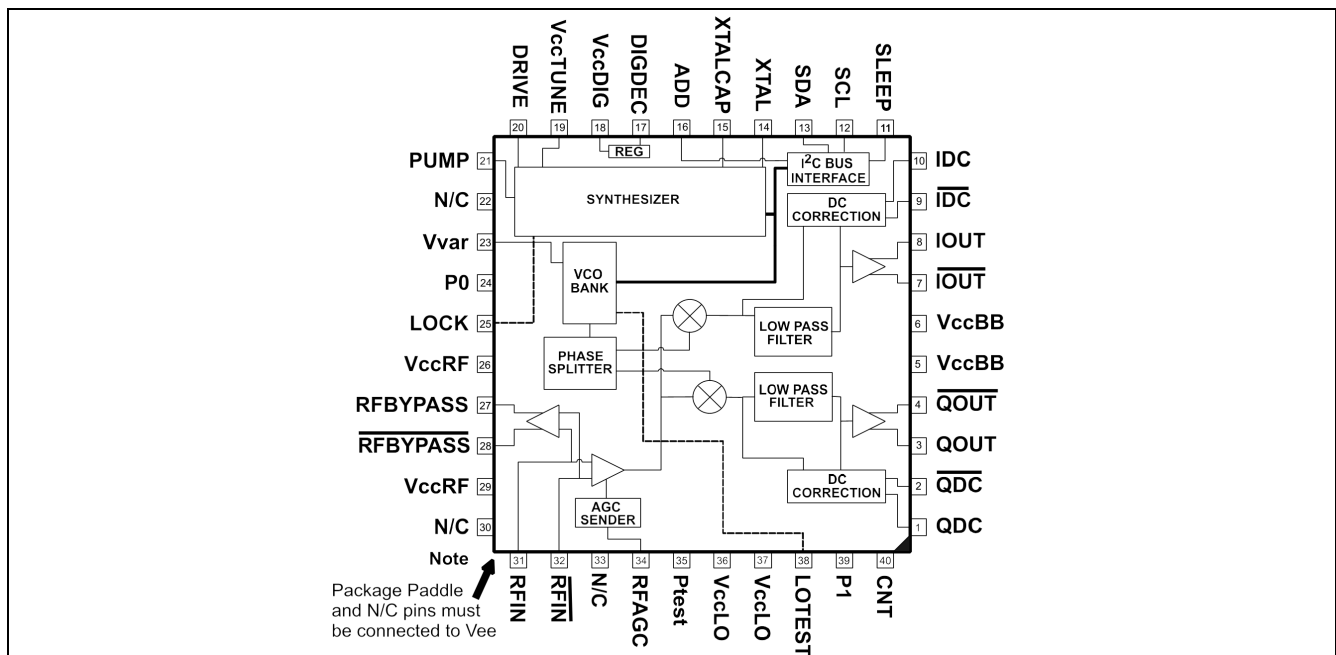 DRIVE
VccTUNE
VccDIG
DIGDEC
ADD
XTALCAP
XTAL
SDA
SCL
SLEEP
20
19
18
17
16
15
14
13
12
11
PUMP 21
N/C 22
Vvar 23
P0 24
LOCK 25
VccRF 26
RFBYPASS 27
RFBYPASS 28
VccRF 29
N/C 30
REG
SYNTHESIZER
I2C BUS
INTERFACE
DC
CORRECTION
VCO
BANK
LOW PASS
FILTER
PHASE
SPLITTER
LOW PASS
FILTER
DC
CORRECTION
AGC
SENDER
10 IDC
9 IDC
8 IOUT
7 IOUT
6 VccBB
5 VccBB
4 QOUT
3 QOUT
2 QDC
1 QDC
31
32
33
34
35
36
37
38
39
40
RFIN
RFIN
N/C
RFAGC
Ptest
VccLO
VccLO
LOTEST
P1
CNT
Note
Package Paddle
and N/C pins must
be connected to Vee